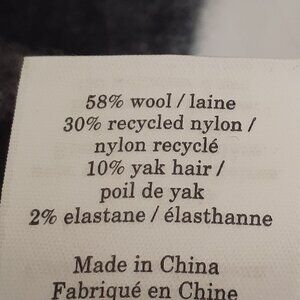 58% wool / laine
30% recycled nylon /
nylon recyclé
10% yak hair /
poil de yak
2% elastane / élasthanne
Made in China
Fabriqué en Chine